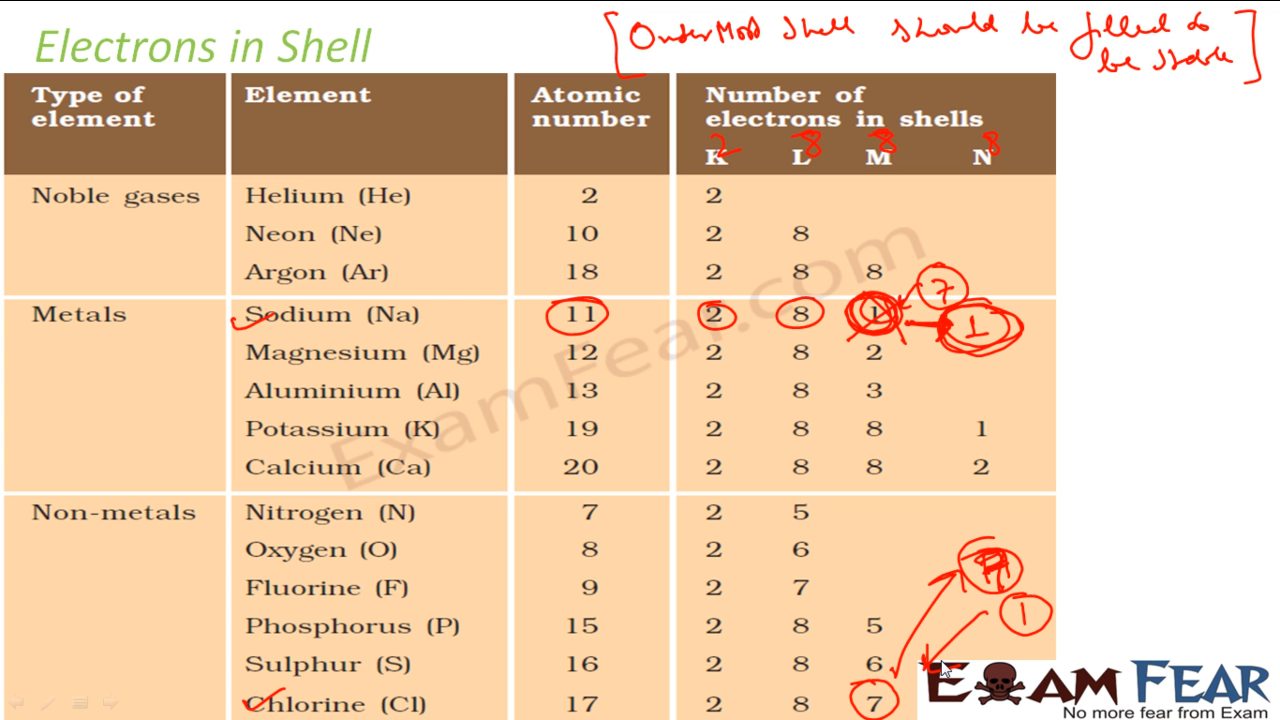 Electrons in Shell
[Outer Most Shell should be filled to
be stable]
Type of element Element Atomic number Number of electrons in shells
K 2 L 8 M 8 N 8
Noble gases Helium (He) 2 2
Neon (Ne) 10 2 8
Argon (Ar) 18 2 8 8
7
Metals Sodium (Na) 11 2 8 1 1
Magnesium (Mg) 12 2 8 2
Aluminium (Al) 13 2 8 3
Potassium (K) 19 2 8 8 1
Calcium (Ca) 20 2 8 8 2
Non-metals Nitrogen (N) 7 2 5
Oxygen (O) 8 2 6
Fluorine (F) 9 2 7
Phosphorus (P) 15 2 8 5
1
Sulphur (S) 16 2 8 6
Chlorine (Cl) 17 2 8 7
ExamFear.com
EXAM FEAR
No more fear from Exam